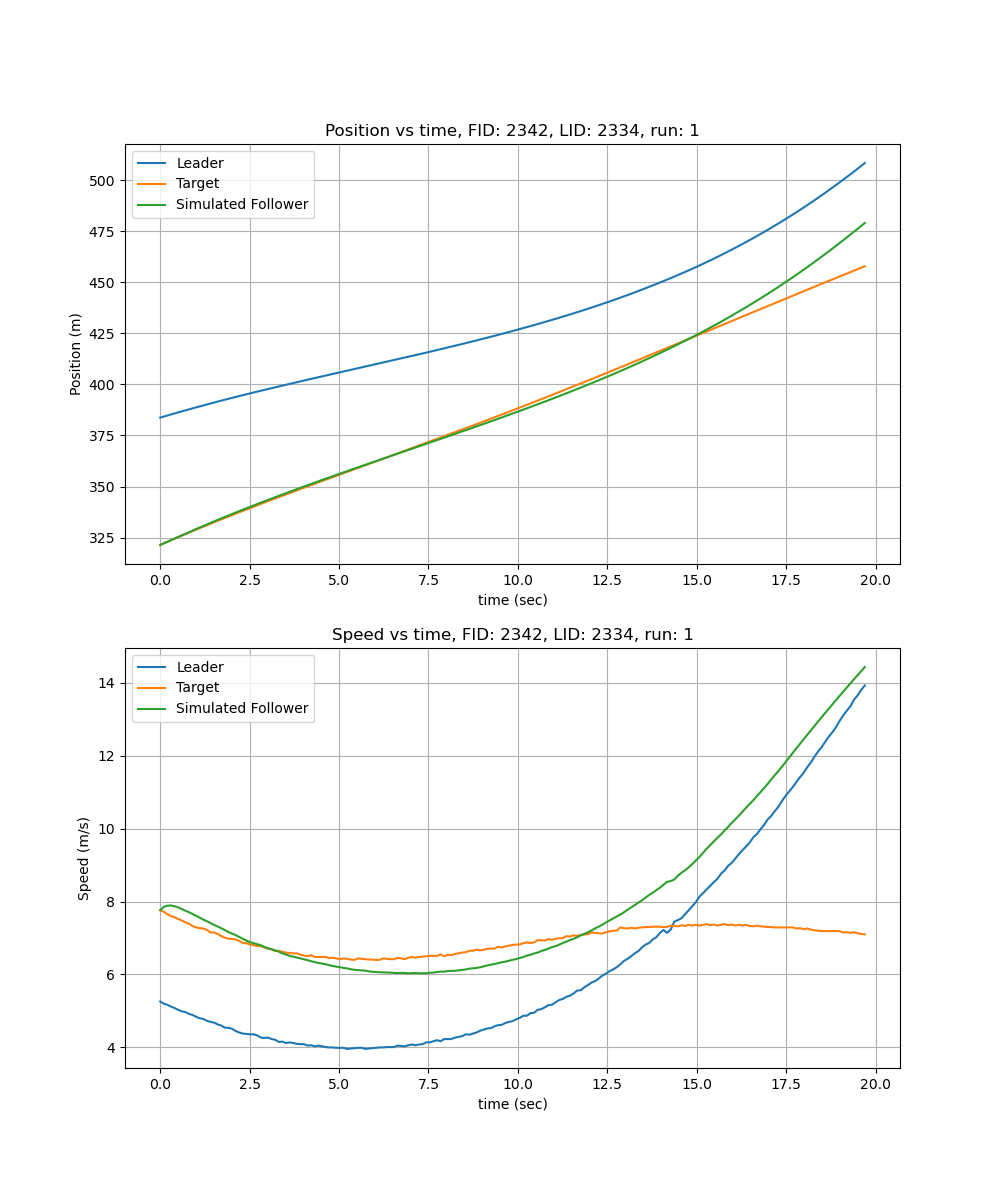 Position vs time, FID: 2342, LID: 2334, run: 1
Leader
Target
Simulated Follower
Position (m)
500
475
450
425
400
375
350
325
0.0 2.5 5.0 7.5 10.0 12.5 15.0 17.5 20.0
time (sec)
Speed vs time, FID: 2342, LID: 2334, run: 1
Leader
Target
Simulated Follower
Speed (m/s)
14
12
10
8
6
4
0.0 2.5 5.0 7.5 10.0 12.5 15.0 17.5 20.0
time (sec)